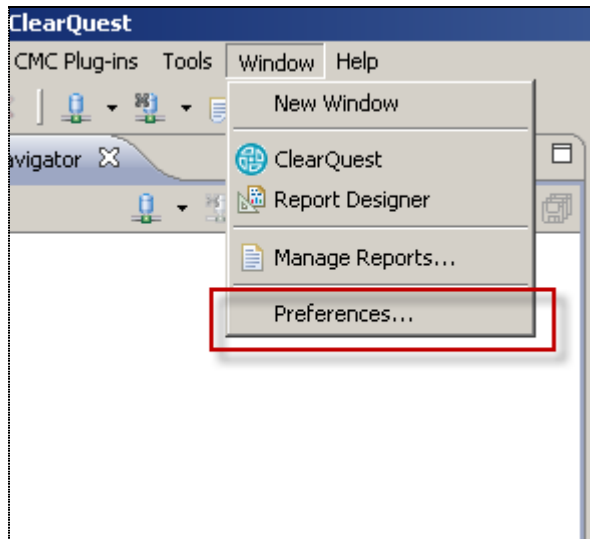 ClearQuest
CMC Plug-ins Tools Window Help
New Window
avigator
ClearQuest
Report Designer
Manage Reports...
Preferences...